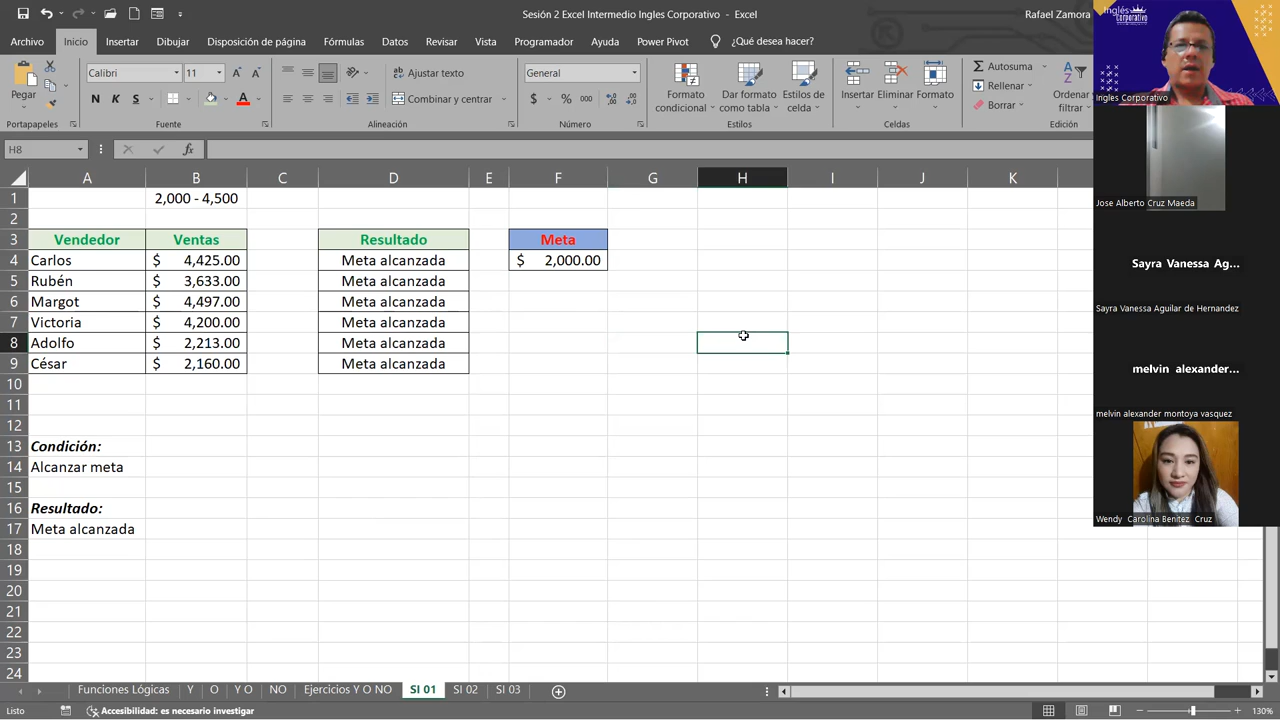 Sesión 2 Excel Intermedio Ingles Corporativo - Excel
Rafael Zamora
Archivo Inicio Insertar Dibujar Disposición de página Fórmulas Datos Revisar Vista Programador Ayuda Power Pivot ¿Qué desea hacer?
Pegar
Calibri 11
N K S
Ajustar texto
Combinar y centrar
General
$ % 000
Formato condicional
Dar formato como tabla
Estilos de celda
Insertar Eliminar Formato
Autosuma
Rellenar
Borrar
Ordenar filtrar
Portapapeles Fuente Alineación Número Estilos Celdas Edición
H8 fx
A B C D E F G H I J K
1 2,000 - 4,500
2
3 Vendedor Ventas Resultado Meta
4 Carlos $ 4,425.00 Meta alcanzada $ 2,000.00
5 Rubén $ 3,633.00 Meta alcanzada
6 Margot $ 4,497.00 Meta alcanzada
7 Victoria $ 4,200.00 Meta alcanzada
8 Adolfo $ 2,213.00 Meta alcanzada
9 César $ 2,160.00 Meta alcanzada
10
11
12
13 Condición:
14 Alcanzar meta
15
16 Resultado:
17 Meta alcanzada
18
19
20
21
22
23
24
Funciones Lógicas Y O Y O NO Ejercicios Y O NO SI 01 SI 02 SI 03
Listo Accesibilidad: es necesario investigar 130%
Inglés Corporativo
Ingles Corporativo
Jose Alberto Cruz Maeda
Sayra Vanessa Ag...
Sayra Vanessa Aguilar de Hernandez
melvin alexander...
melvin alexander montoya vasquez
Wendy Carolina Benitez Cruz